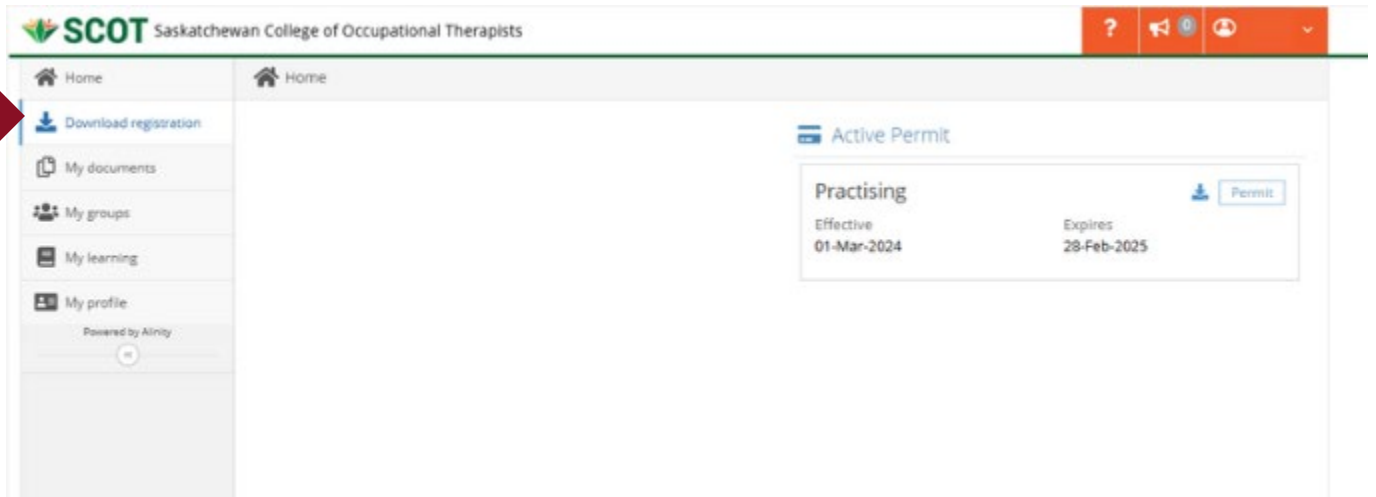 SCOT Saskatchewan College of Occupational Therapists
? 0
Home
Home
Download registration
My documents
My groups
My learning
My profile
Powered by Alinity
Active Permit
Practising
Permit
Effective
Expires
01-Mar-2024
28-Feb-2025